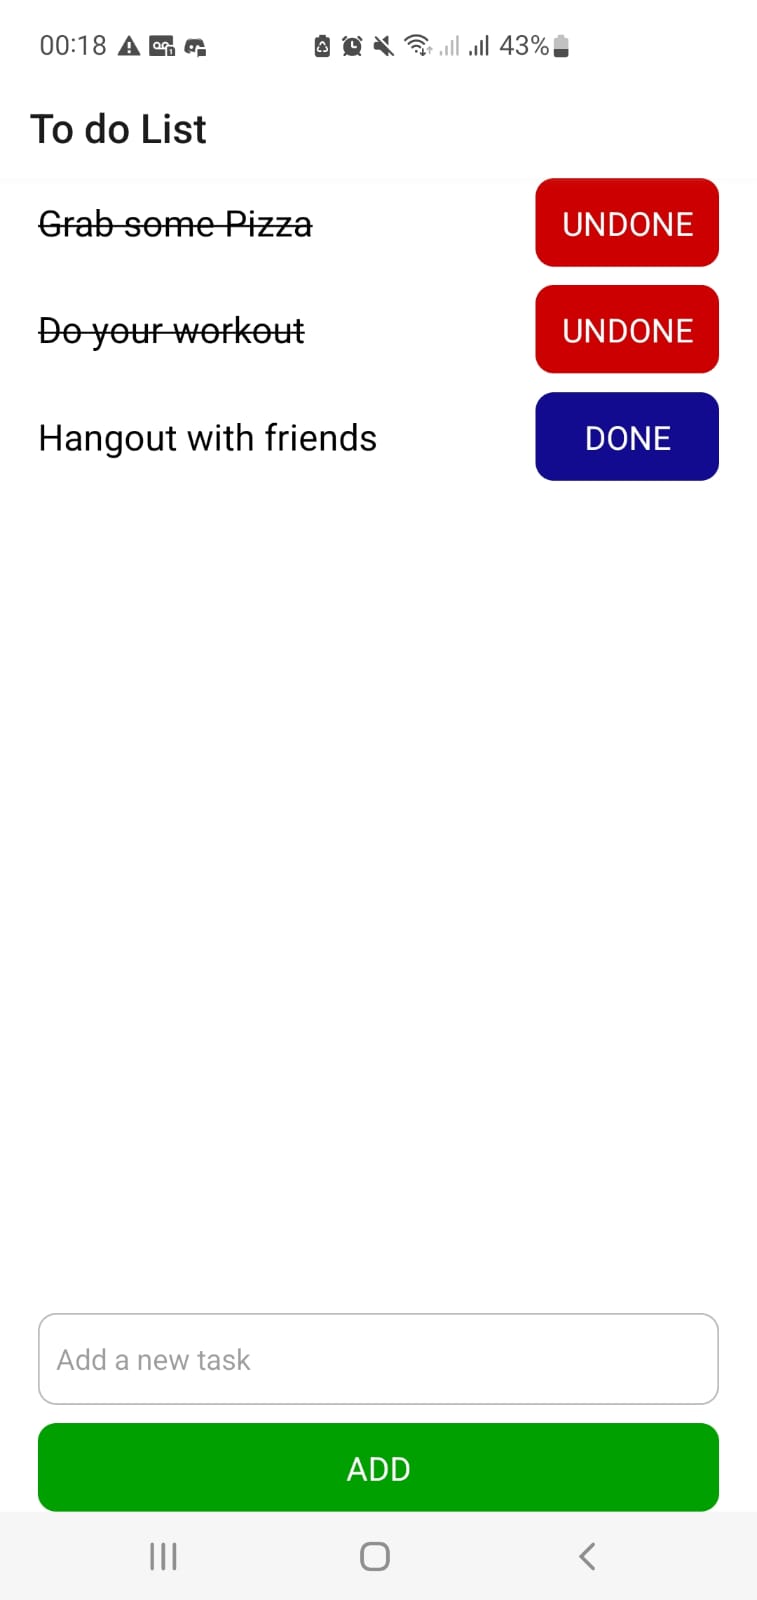 00:18 43%
To do List
Grab some Pizza UNDONE
Do your workout UNDONE
Hangout with friends DONE
Add a new task
ADD